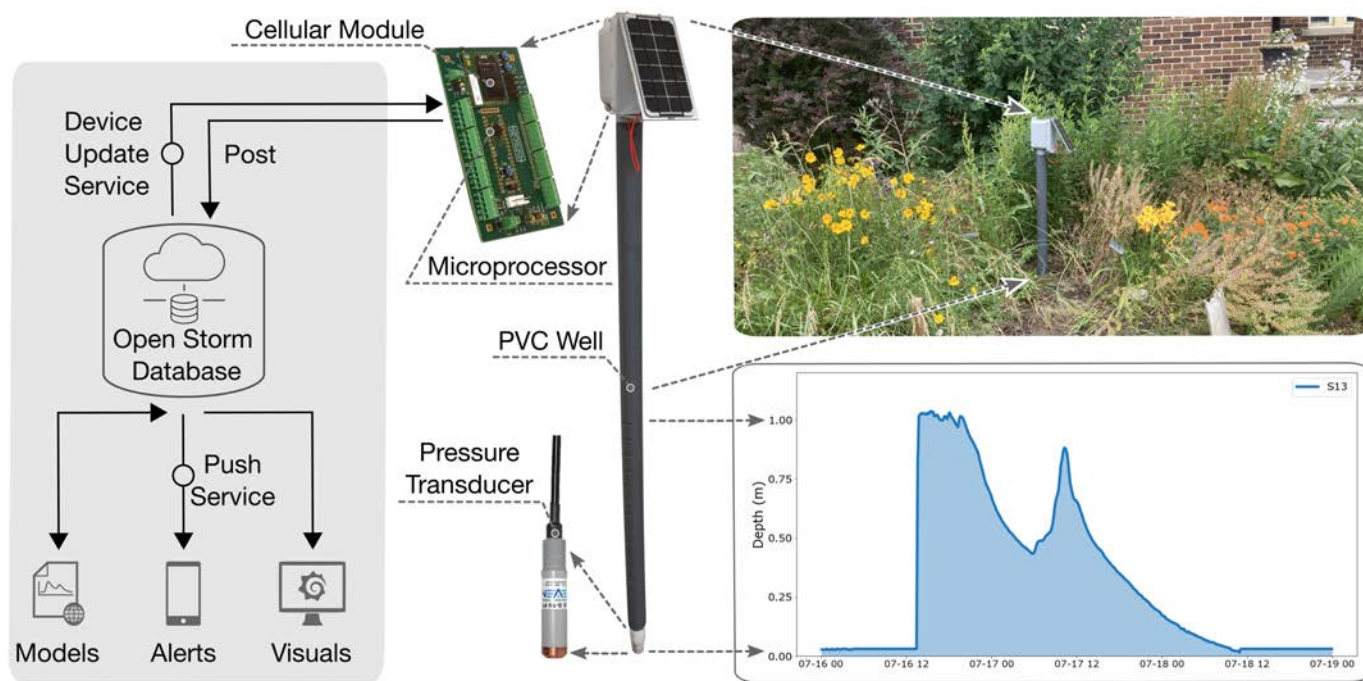 Cellular Module
Device
Update
Service
Post
Microprocessor
Open Storm
Database
PVC Well
Push
Service
Pressure
Transducer
Models
Alerts
Visuals
S13
1.00
0.75
0.50
0.25
0.00
Depth (m)
07-16 00
07-16 12
07-17 00
07-17 12
07-18 00
07-18 12
07-19 00